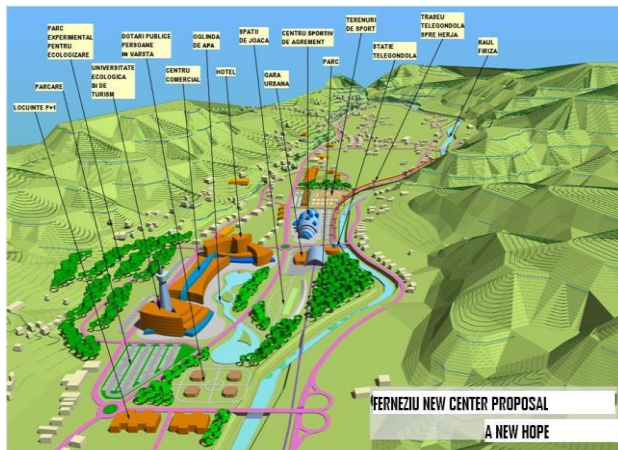 PARC
EXPERIMENTAL
PENTRU
ECOLOGIZARE
DOTARI PUBLICE
PERSOANE
IN VARSTA
OGLINDA
DE APA
SPATII
DE JOACA
CENTRU SPORTIV
DE AGREMENT
TERENURI
DE SPORT
TRASEU
TELEGONDOLA
SPRE HERJA
RAUL
FIRIZA
STATIE
TELEGONDOLA
PARC
GARA
URBANA
HOTEL
CENTRU
COMERCIAL
UNIVERSITATE
ECOLOGICA
SI DE
TURISM
PARCARE
LOCUINTE P+1
FERNEZIU NEW CENTER PROPOSAL
A NEW HOPE